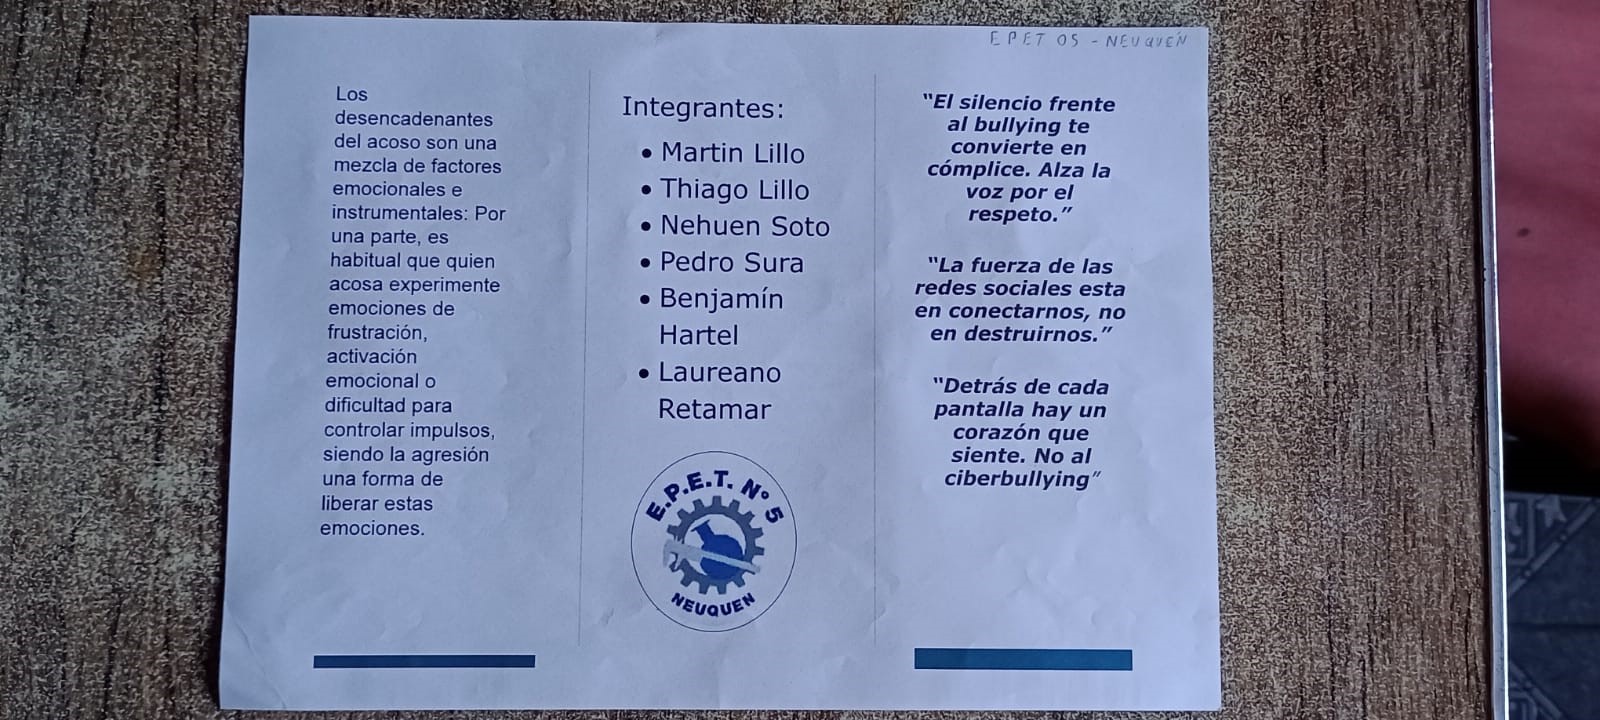 EPET 05 - NEUQUÉN
Los
desencadenantes
del acoso son una
mezcla de factores
emocionales e
instrumentales: Por
una parte, es
habitual que quien
acosa experimente
emociones de
frustración,
activación
emocional o
dificultad para
controlar impulsos,
siendo la agresión
una forma de
liberar estas
emociones.
Integrantes:
• Martin Lillo
• Thiago Lillo
• Nehuen Soto
• Pedro Sura
• Benjamín
Hartel
• Laureano
Retamar
E.P.E.T. N° 5
NEUQUEN
“El silencio frente
al bullying te
convierte en
cómplice. Alza la
voz por el
respeto.”
“La fuerza de las
redes sociales esta
en conectarnos, no
en destruirnos.”
“Detrás de cada
pantalla hay un
corazón que
siente. No al
ciberbullying”